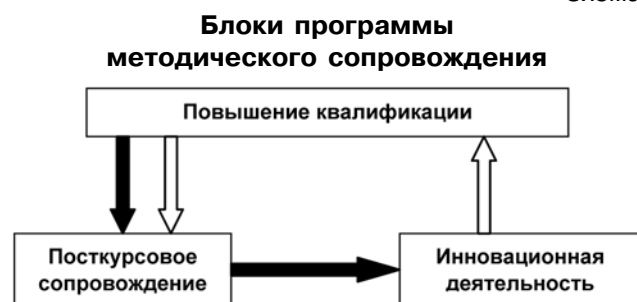 Блоки программы
методического сопровождения
Повышение квалификации
Посткурсовое
сопровождение
Инновационная
деятельность